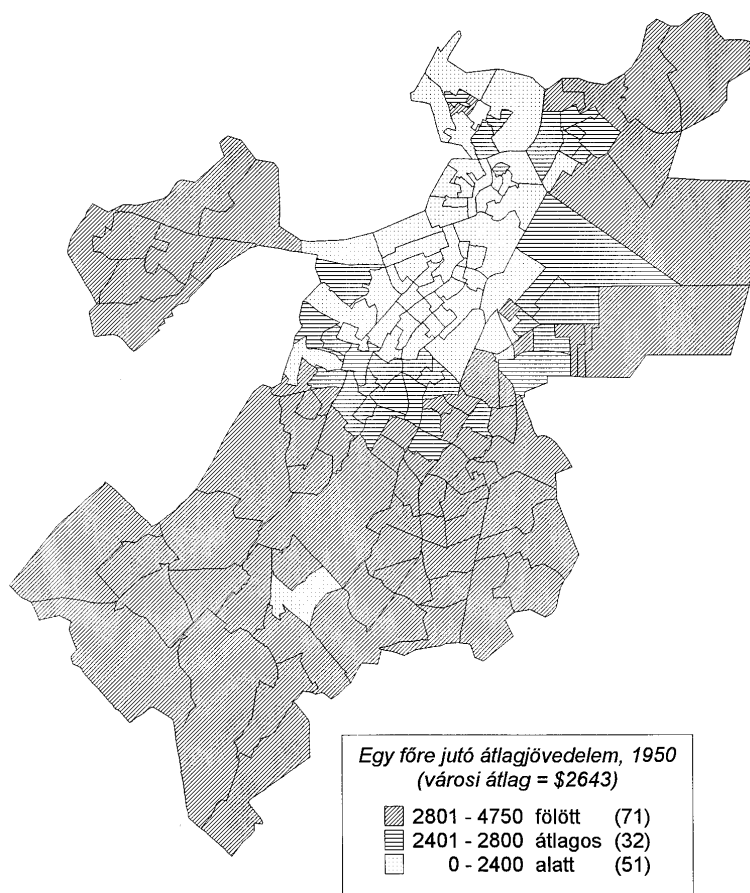 Egy főre jutó átlagjövedelem, 1950
(városi átlag = $2643)
2801 - 4750 fölött (71)
2401 - 2800 átlagos (32)
0 - 2400 alatt (51)